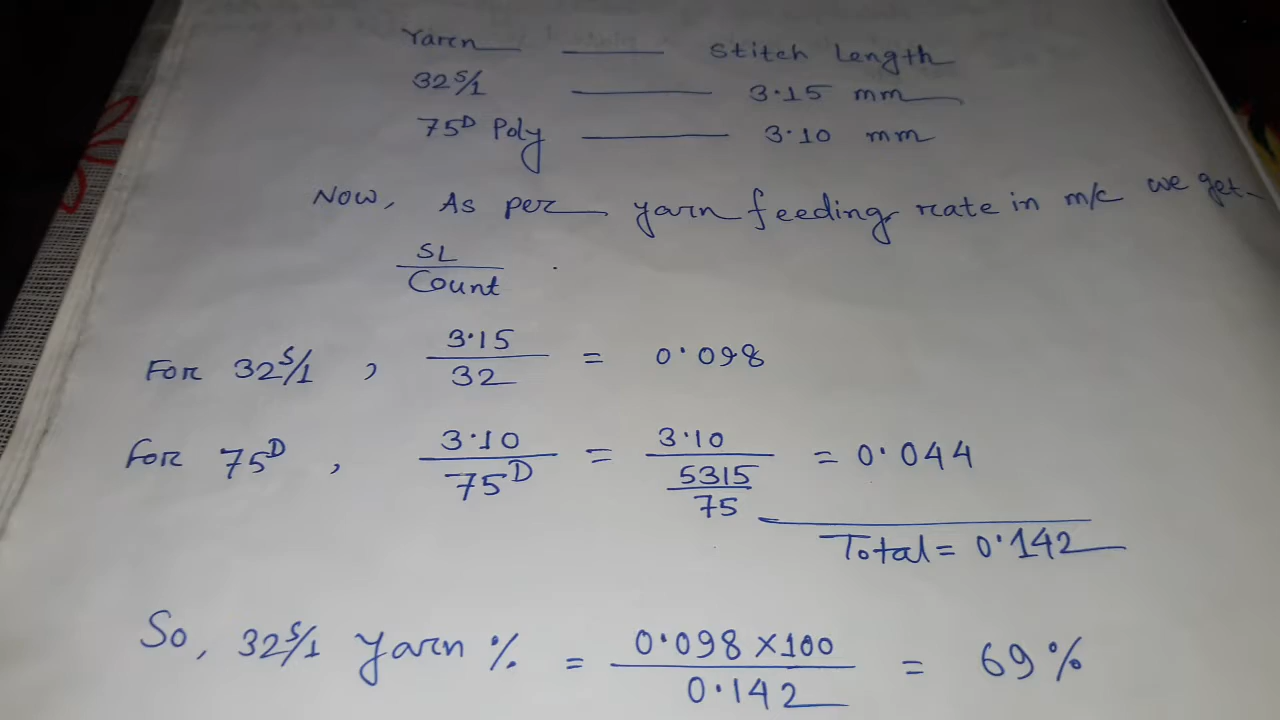 Yarn — Stitch Length
32S/1 — 3.15 mm
75D Poly — 3.10 mm
Now, As per yarn feeding rate in m/c we get-
SL
Count
For 32S/1, 3.15 / 32 = 0.098
For 75D, 3.10 / 75D = 3.10 / 5315 / 75 = 0.044
Total = 0.142
So, 32S/1 yarn % = 0.098 X 100 / 0.142 = 69%